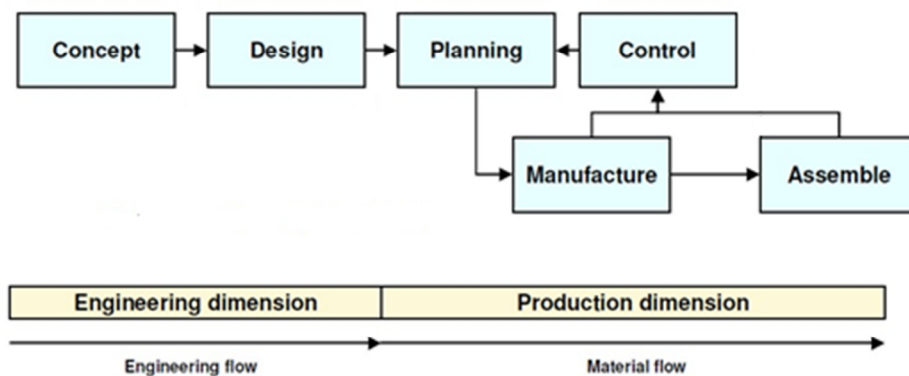 Concept
Design
Planning
Control
Manufacture
Assemble
Engineering dimension
Production dimension
Engineering flow
Material flow